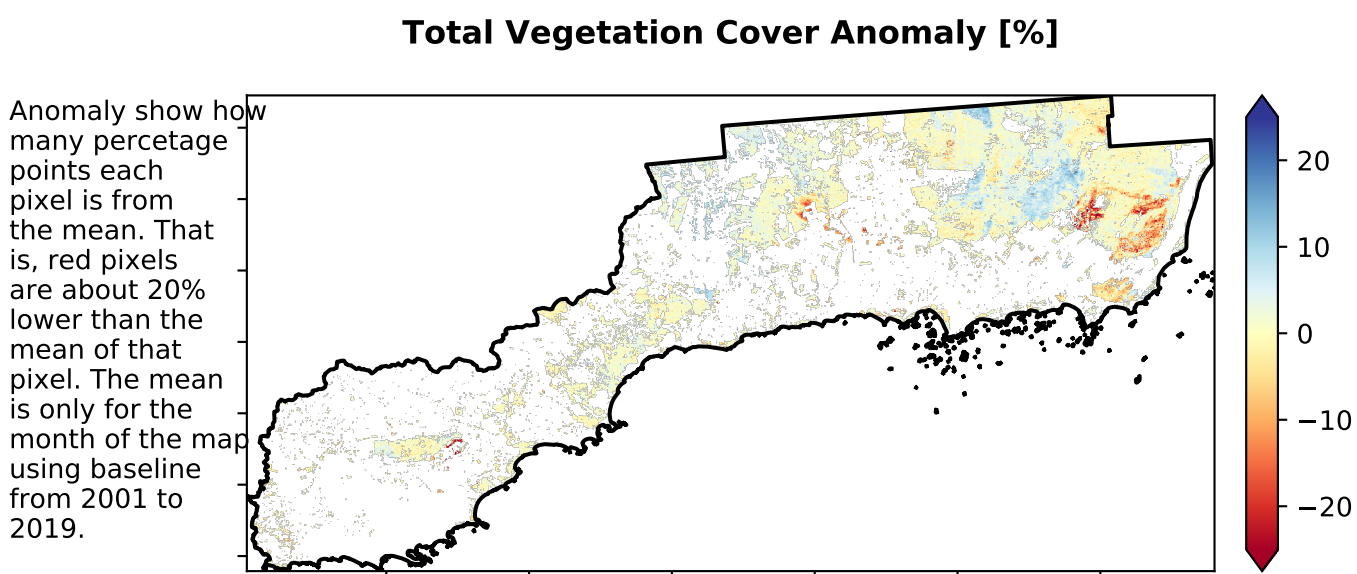 Total Vegetation Cover Anomaly [%]
Anomaly show how
many percetage
points each
pixel is from
the mean. That
is, red pixels
are about 20%
lower than the
mean of that
pixel. The mean
is only for the
month of the map
using baseline
from 2001 to
2019.
20
10
0
−10
−20